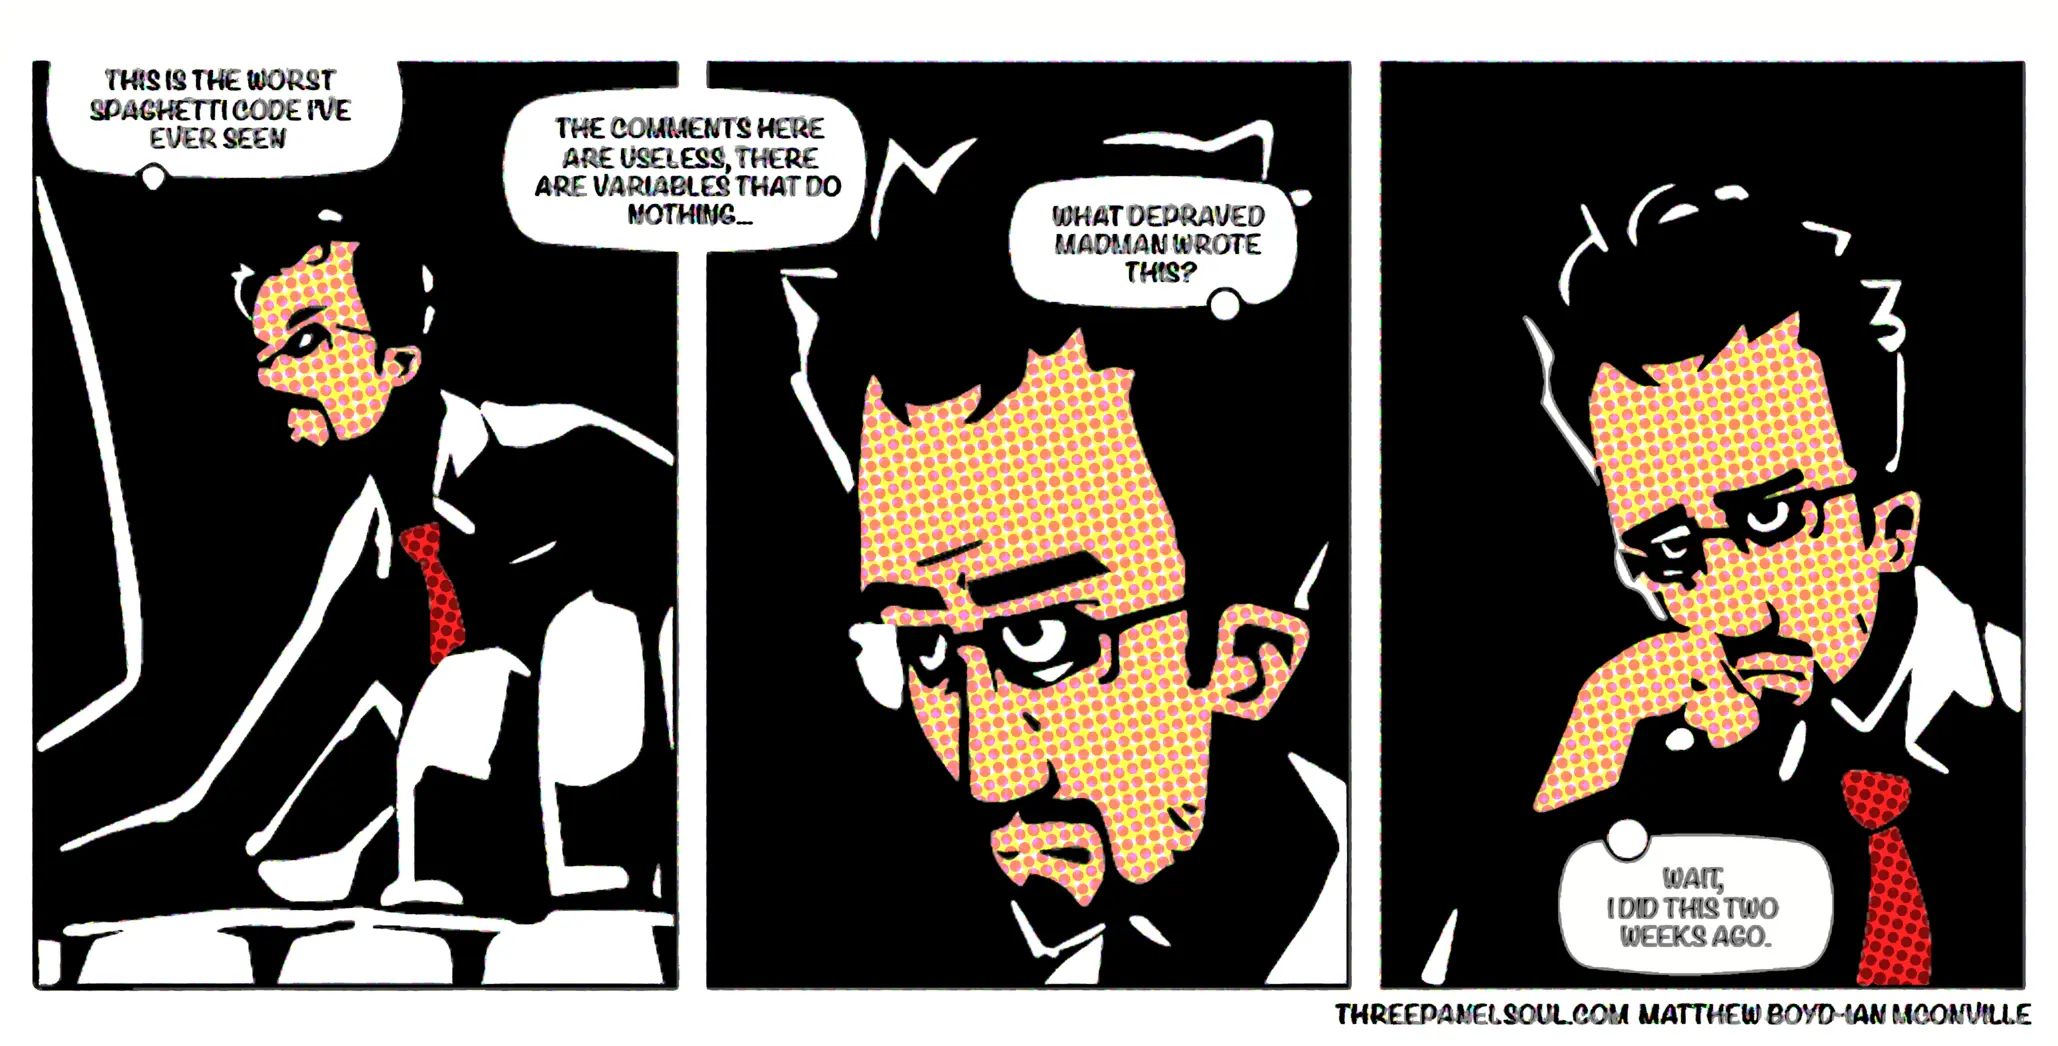 THIS IS THE WORST
SPAGHETTI CODE I'VE
EVER SEEN
THE COMMENTS HERE
ARE USELESS, THERE
ARE VARIABLES THAT DO
NOTHING...
WHAT DEPRAVED
MADMAN WROTE
THIS?
WAIT,
I DID THIS TWO
WEEKS AGO.
THREEPANELSOUL.COM MATTHEW BOYD-IAN MCONVILLE